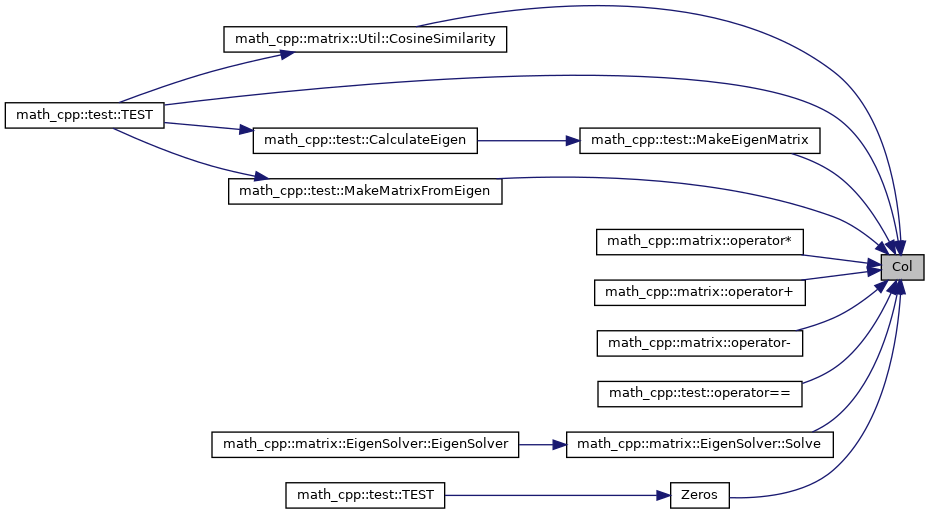 math_cpp::matrix::Util::CosineSimilarity
math_cpp::test::TEST
math_cpp::test::CalculateEigen
math_cpp::test::MakeEigenMatrix
math_cpp::test::MakeMatrixFromEigen
math_cpp::matrix::operator*
Col
math_cpp::matrix::operator+
math_cpp::matrix::operator-
math_cpp::test::operator==
math_cpp::matrix::EigenSolver::EigenSolver
math_cpp::matrix::EigenSolver::Solve
math_cpp::test::TEST
Zeros